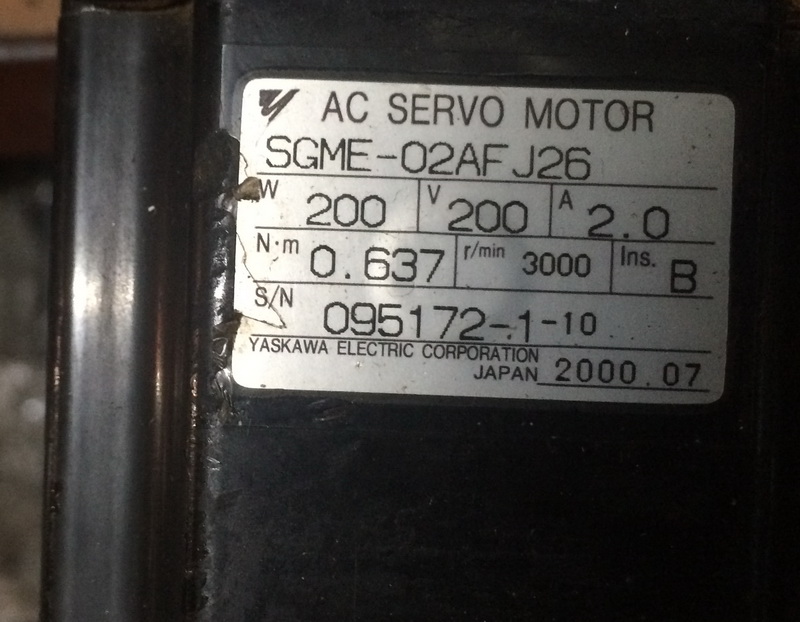 AC SERVO MOTOR
SGME-02AFJ26
W 200 V 200 A 2.0
N·m 0.637 r/min 3000 Ins. B
S/N 095172-1-10
YASKAWA ELECTRIC CORPORATION
JAPAN 2000.07